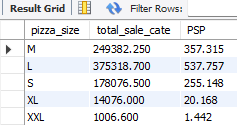 Result Grid Filter Rows:
pizza_size total_sale_cate PSP
M 249382.250 357.315
L 375318.700 537.757
S 178076.500 255.148
XL 14076.000 20.168
XXL 1006.600 1.442